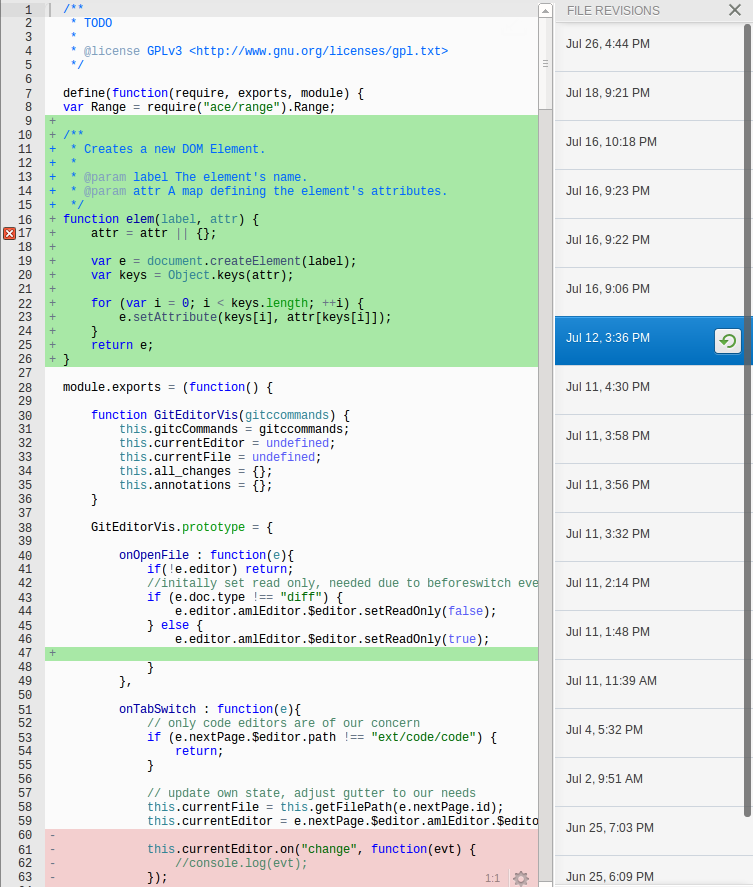 1 /**
2  * TODO
3  *
4  * @license GPLv3 <http://www.gnu.org/licenses/gpl.txt>
5  */
6
7 define(function(require, exports, module) {
8 var Range = require("ace/range").Range;
9 +
10 + /**
11 +  * Creates a new DOM Element.
12 +  *
13 +  * @param label The element's name.
14 +  * @param attr A map defining the element's attributes.
15 +  */
16 + function elem(label, attr) {
17 +     attr = attr || {};
18 +
19 +     var e = document.createElement(label);
20 +     var keys = Object.keys(attr);
21 +
22 +     for (var i = 0; i < keys.length; ++i) {
23 +         e.setAttribute(keys[i], attr[keys[i]]);
24 +     }
25 +     return e;
26 + }
27
28 module.exports = (function() {
29
30     function GitEditorVis(gitccommands) {
31         this.gitcCommands = gitccommands;
32         this.currentEditor = undefined;
33         this.currentFile = undefined;
34         this.all_changes = {};
35         this.annotations = {};
36     }
37
38     GitEditorVis.prototype = {
39
40         onOpenFile : function(e){
41             if(!e.editor) return;
42             //initally set read only, needed due to beforeswitch eve
43             if (e.doc.type !== "diff") {
44                 e.editor.amlEditor.$editor.setReadOnly(false);
45             } else {
46                 e.editor.amlEditor.$editor.setReadOnly(true);
47 +
48             }
49         },
50
51         onTabSwitch : function(e){
52             // only code editors are of our concern
53             if (e.nextPage.$editor.path !== "ext/code/code") {
54                 return;
55             }
56
57             // update own state, adjust gutter to our needs
58             this.currentFile = this.getFilePath(e.nextPage.id);
59             this.currentEditor = e.nextPage.$editor.amlEditor.$edito
60 -
61 -             this.currentEditor.on("change", function(evt) {
62 -                 //console.log(evt);
63 -             });
1:1
FILE REVISIONS
Jul 26, 4:44 PM
Jul 18, 9:21 PM
Jul 16, 10:18 PM
Jul 16, 9:23 PM
Jul 16, 9:22 PM
Jul 16, 9:06 PM
Jul 12, 3:36 PM
Jul 11, 4:30 PM
Jul 11, 3:58 PM
Jul 11, 3:56 PM
Jul 11, 3:32 PM
Jul 11, 2:14 PM
Jul 11, 1:48 PM
Jul 11, 11:39 AM
Jul 4, 5:32 PM
Jul 2, 9:51 AM
Jun 25, 7:03 PM
Jun 25, 6:09 PM